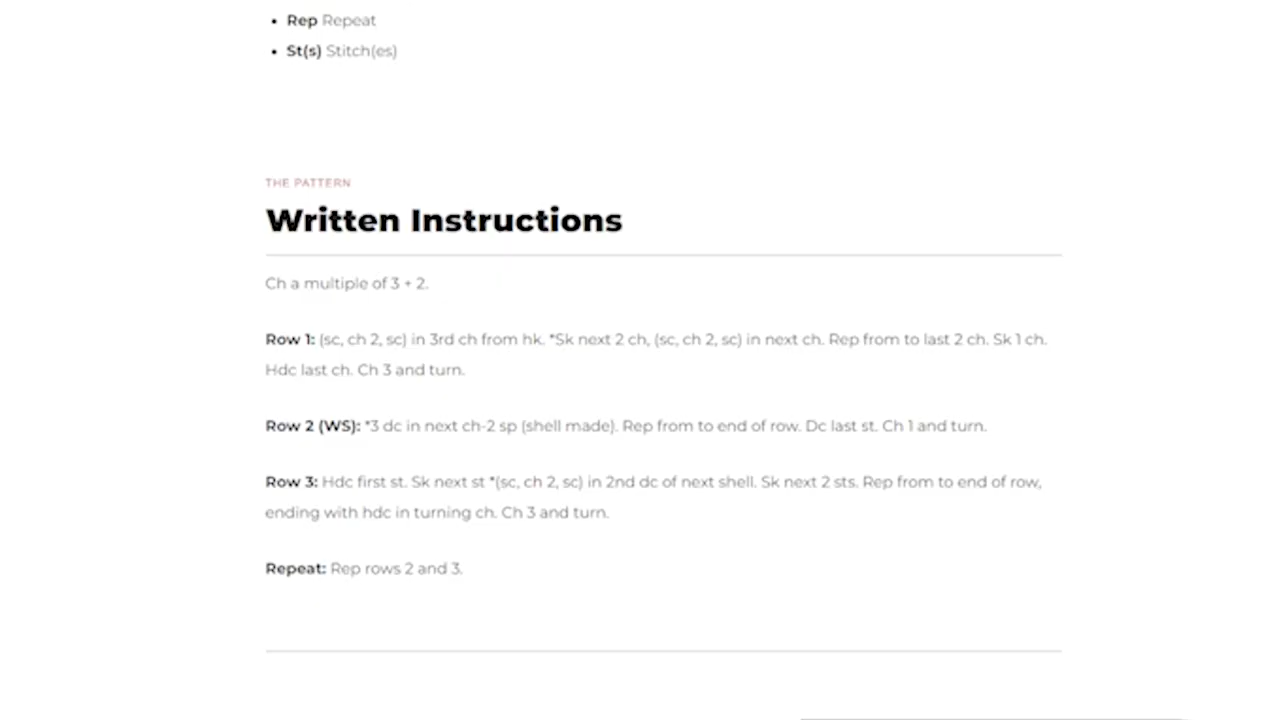 • Rep Repeat
• St(s) Stitch(es)
THE PATTERN
Written Instructions
Ch a multiple of 3 + 2.
Row 1: (sc, ch 2, sc) in 3rd ch from hk. *Sk next 2 ch, (sc, ch 2, sc) in next ch. Rep from to last 2 ch. Sk 1 ch.
Hdc last ch. Ch 3 and turn.
Row 2 (WS): *3 dc in next ch-2 sp (shell made). Rep from to end of row. Dc last st. Ch 1 and turn.
Row 3: Hdc first st. Sk next st *(sc, ch 2, sc) in 2nd dc of next shell. Sk next 2 sts. Rep from to end of row,
ending with hdc in turning ch. Ch 3 and turn.
Repeat: Rep rows 2 and 3.